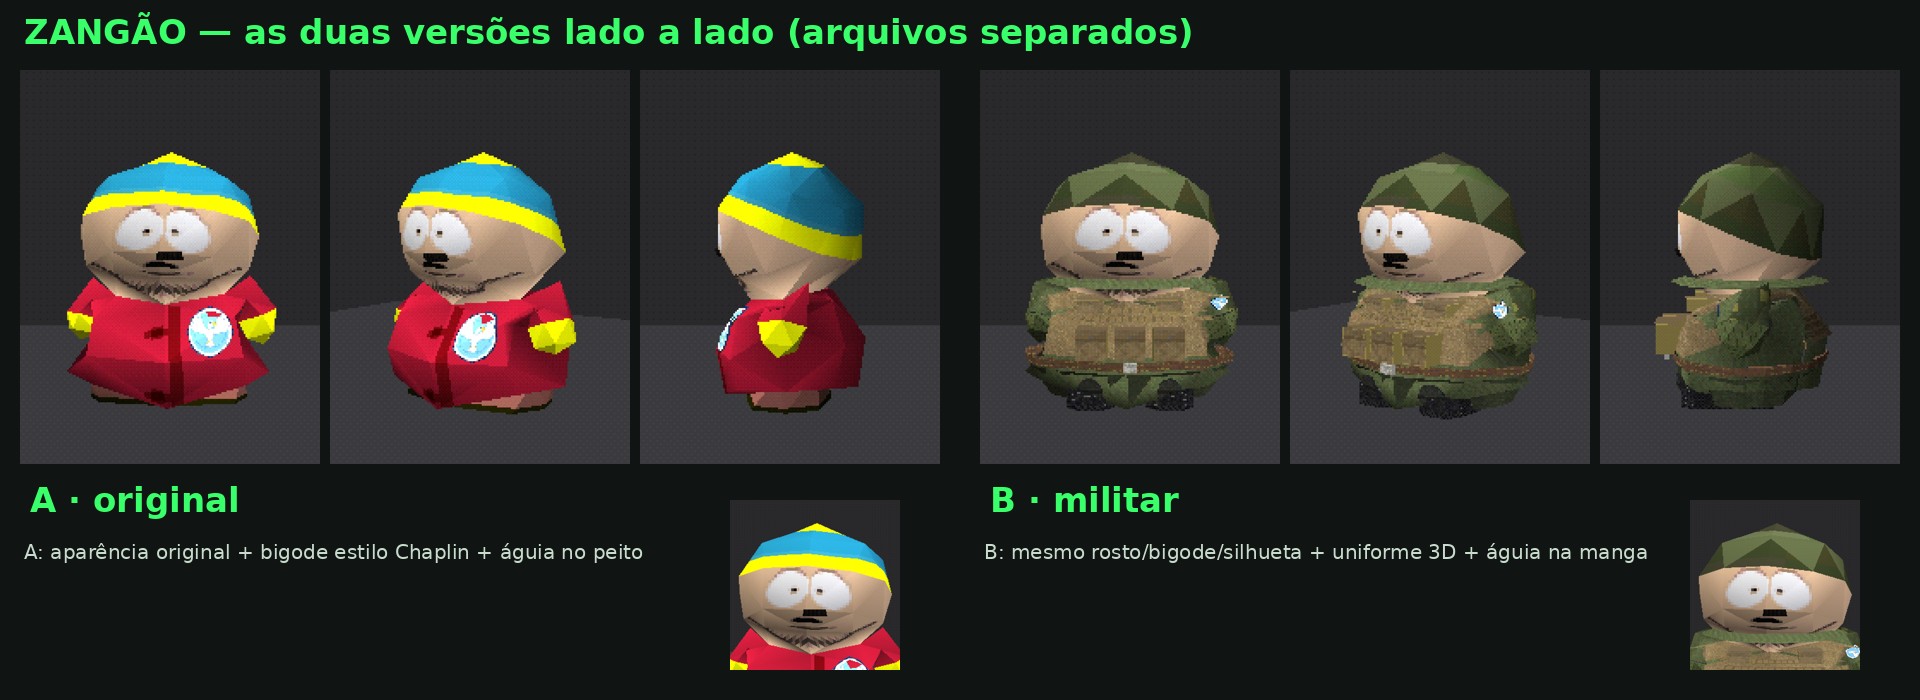 ZANGÃO — as duas versões lado a lado (arquivos separados)
A · original
A: aparência original + bigode estilo Chaplin + águia no peito
B · militar
B: mesmo rosto/bigode/silhueta + uniforme 3D + águia na manga